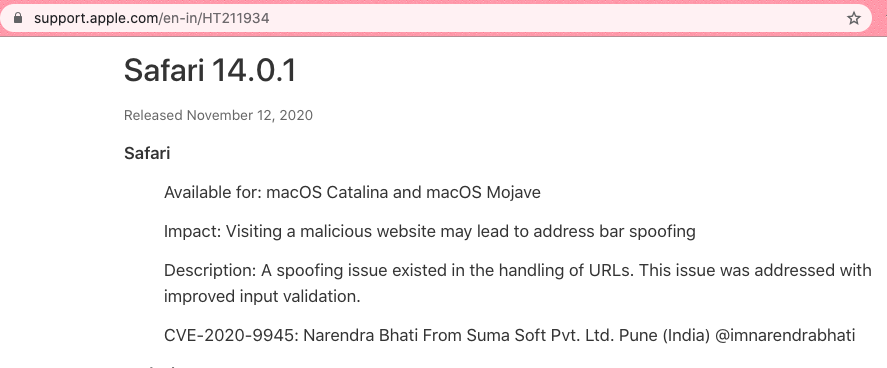 support.apple.com/en-in/HT211934
Safari 14.0.1
Released November 12, 2020
Safari
Available for: macOS Catalina and macOS Mojave
Impact: Visiting a malicious website may lead to address bar spoofing
Description: A spoofing issue existed in the handling of URLs. This issue was addressed with
improved input validation.
CVE-2020-9945: Narendra Bhati From Suma Soft Pvt. Ltd. Pune (India) @imnarendrabhati